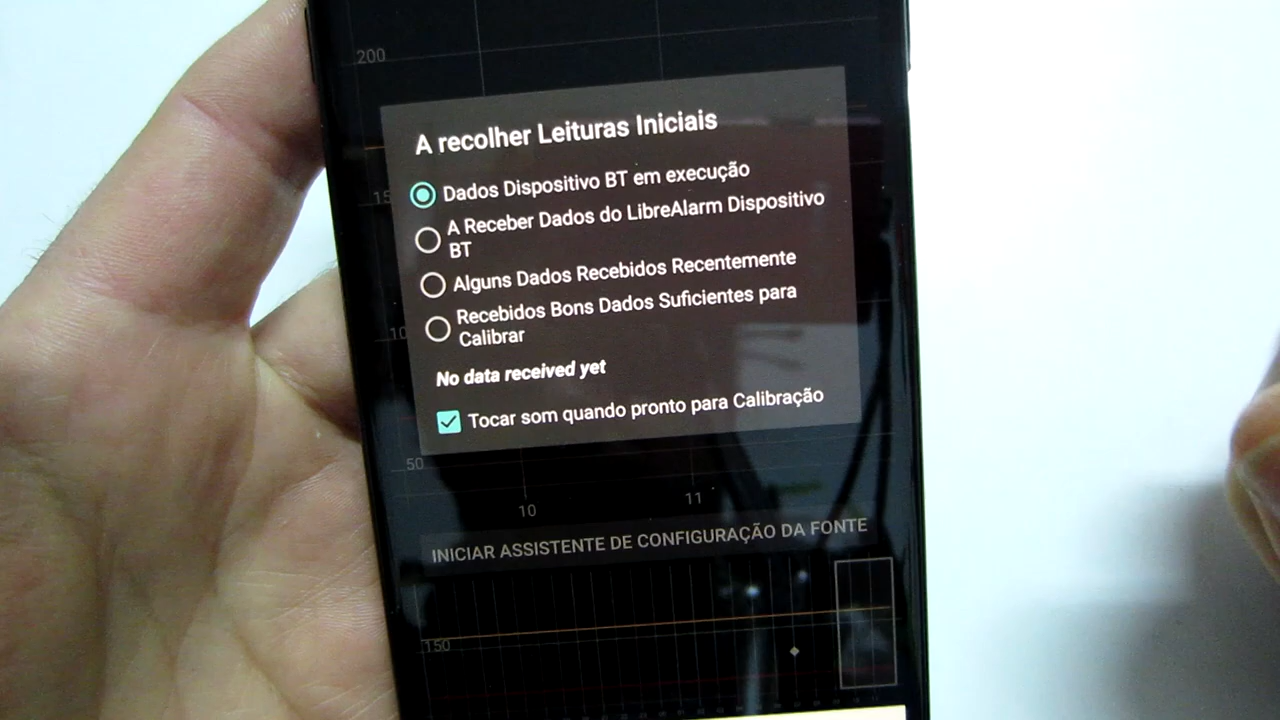 200
A recolher Leituras Iniciais
15
Dados Dispositivo BT em execução
A Receber Dados do LibreAlarm Dispositivo
BT
Alguns Dados Recebidos Recentemente
10
Recebidos Bons Dados Suficientes para
Calibrar
No data received yet
Tocar som quando pronto para Calibração
50
10
11
INICIAR ASSISTENTE DE CONFIGURAÇÃO DA FONTE
150